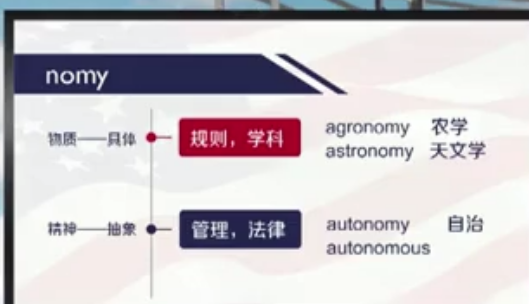 nomy
物质——具体
规则，学科
agronomy 农学
astronomy 天文学
精神——抽象
管理，法律
autonomy 自治
autonomous